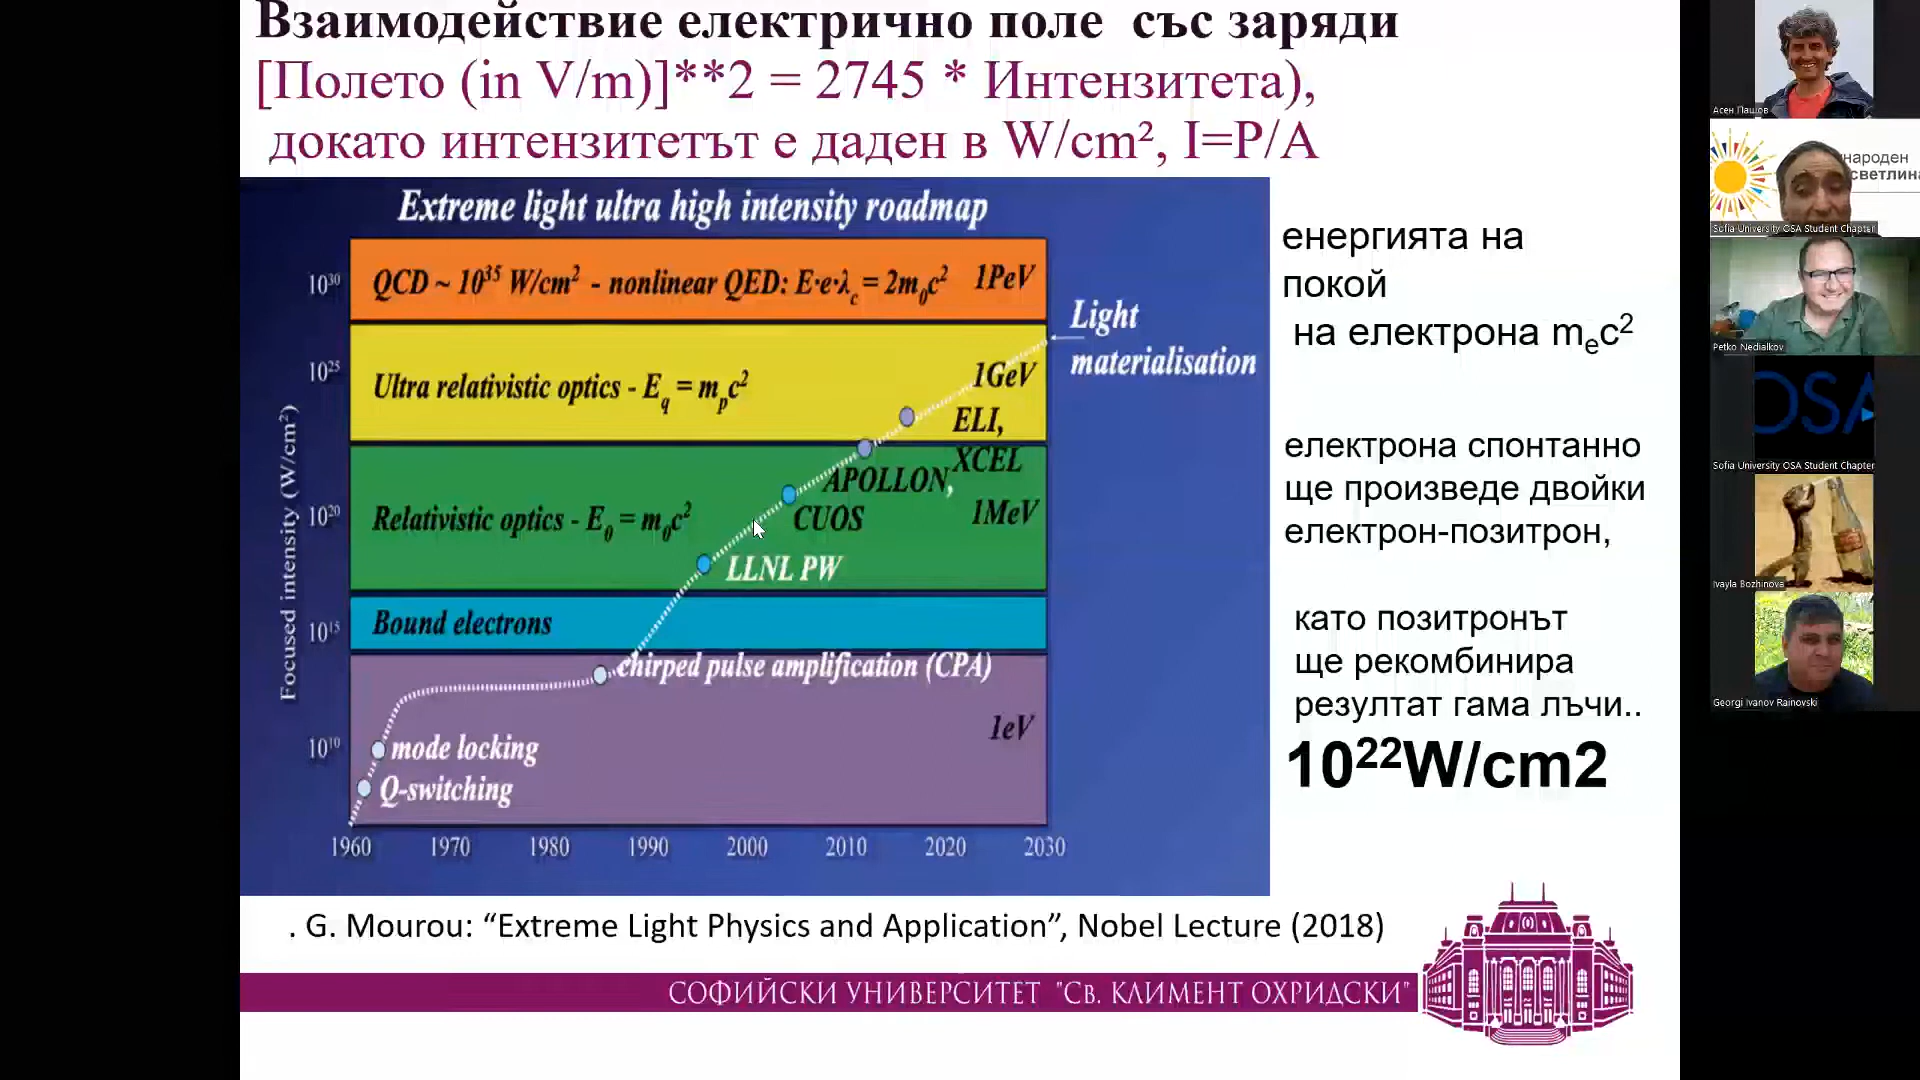 Взаимодействие електрично поле със заряди
[Полето (in V/m)]**2 = 2745 * Интензитета),
докато интензитетът е даден в W/cm², I=P/A
Extreme light ultra high intensity roadmap
QCD ~ 10³⁵ W/cm² - nonlinear QED: E·e·λc = 2m₀c²
1PeV
Ultra relativistic optics - Eq = mpc²
1GeV
ELI,
XCEL
APOLLON,
Relativistic optics - E₀ = m₀c²
1MeV
CUOS
LLNL PW
Bound electrons
chirped pulse amplification (CPA)
1eV
mode locking
Q-switching
Light
materialisation
Focused intensity (W/cm²)
10³⁰
10²⁵
10²⁰
10¹⁵
10¹⁰
1960 1970 1980 1990 2000 2010 2020 2030
енергията на
покой
на електрона mₑc²
електрона спонтанно
ще произведе двойки
електрон-позитрон,
като позитронът
ще рекомбинира
резултат гама лъчи..
10²²W/cm2
. G. Mourou: “Extreme Light Physics and Application”, Nobel Lecture (2018)
СОФИЙСКИ УНИВЕРСИТЕТ "СВ. КЛИМЕНТ ОХРИДСКИ"
Асен Пашов
народен
светлина
Sofia University OSA Student Chapter
Petko Nedialkov
OSA
Sofia University OSA Student Chapter
Ivayla Bozhinova
Georgi Ivanov Rainovski